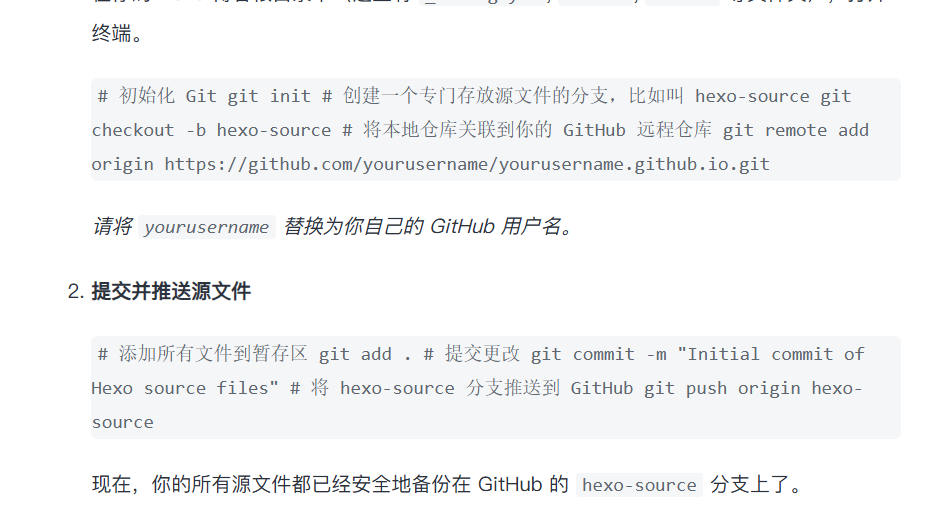 终端。
# 初始化 Git git init # 创建一个专门存放源文件的分支，比如叫 hexo-source git
checkout -b hexo-source # 将本地仓库关联到你的 GitHub 远程仓库 git remote add
origin https://github.com/yourusername/yourusername.github.io.git
请将 yourusername 替换为你自己的 GitHub 用户名。
2. 提交并推送源文件
# 添加所有文件到暂存区 git add . # 提交更改 git commit -m "Initial commit of
Hexo source files" # 将 hexo-source 分支推送到 GitHub git push origin hexo-
source
现在，你的所有源文件都已经安全地备份在 GitHub 的 hexo-source 分支上了。